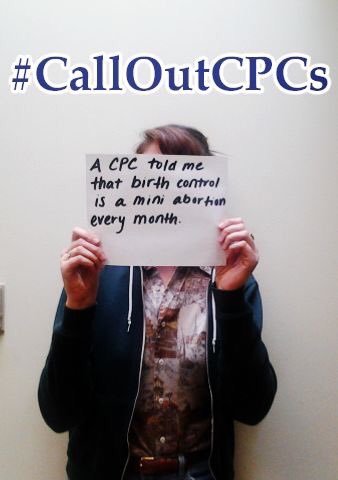 #CallOutCPCs
A CPC told me
that birth control
is a mini abortion
every month.